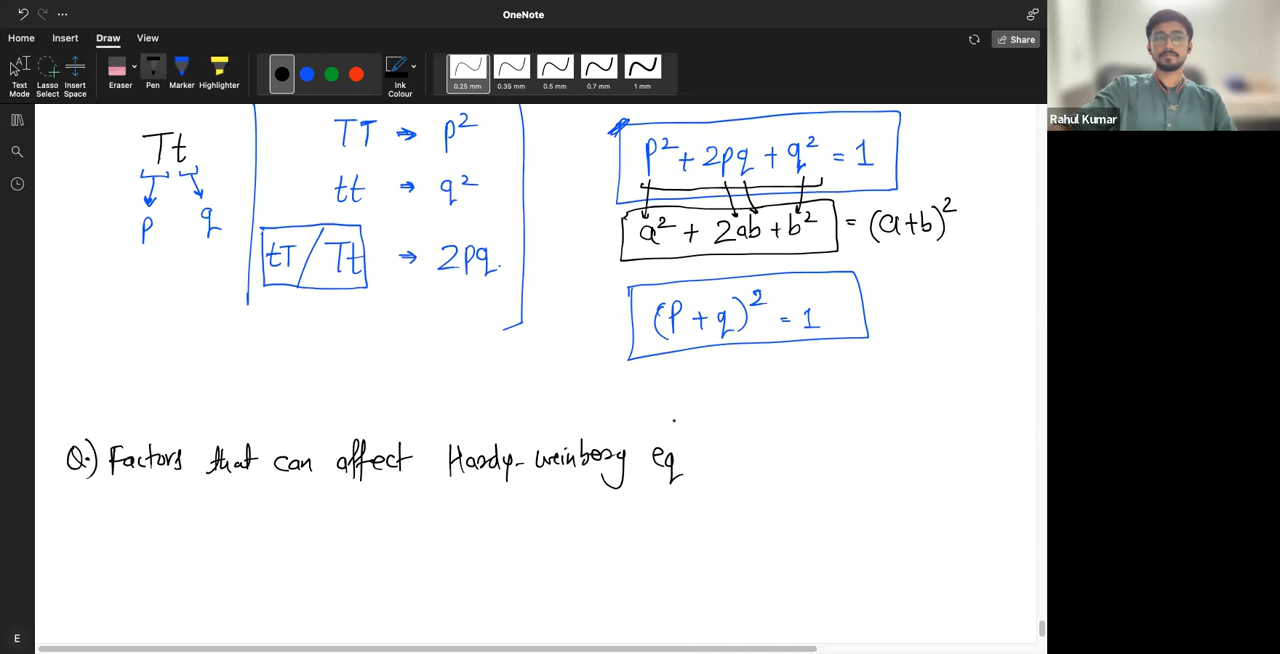 OneNote
Home Insert Draw View
Share
Text Mode
Lasso Select
Insert Space
Eraser
Pen
Marker
Highlighter
Ink Colour
0.25 mm 0.35 mm 0.5 mm 0.7 mm 1 mm
Rahul Kumar
Tt
p q
TT → p²
tt → q²
tT / Tt → 2pq.
p² + 2pq + q² = 1
a² + 2ab + b² = (a+b)²
(p + q)² = 1
Q.) Factors that can affect Hardy-weinberg eq
E